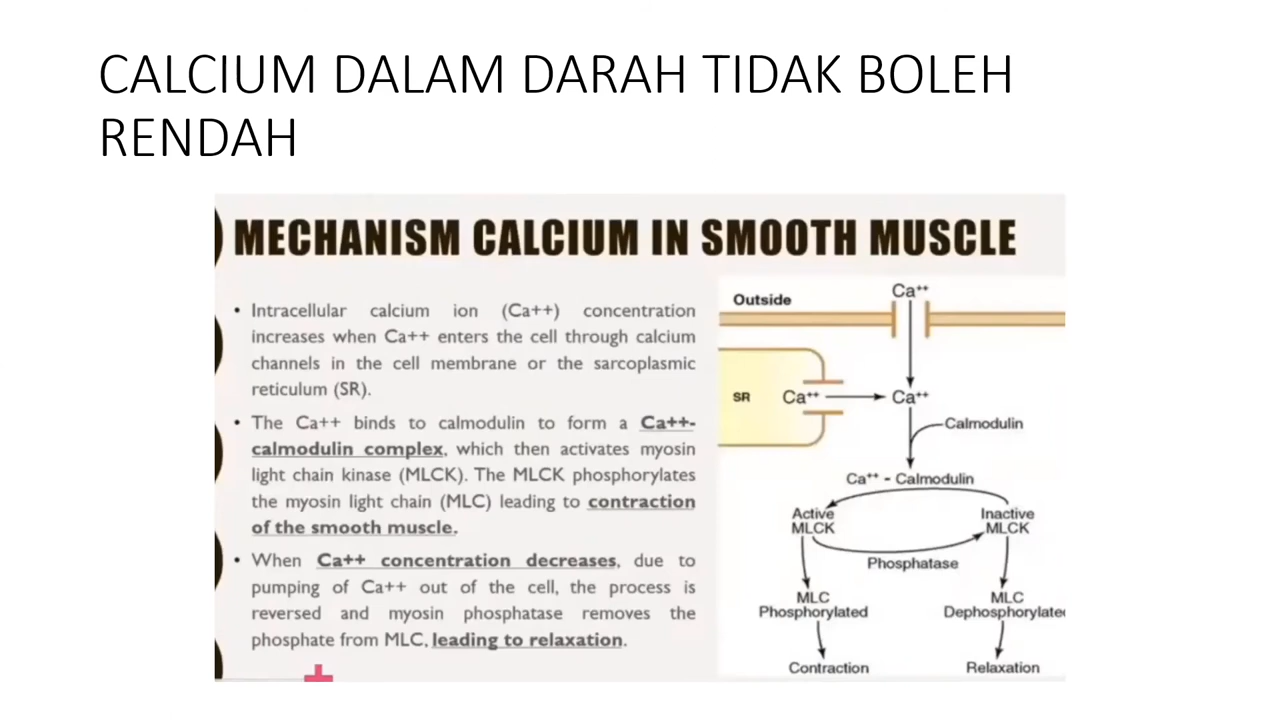 CALCIUM DALAM DARAH TIDAK BOLEH
RENDAH
MECHANISM CALCIUM IN SMOOTH MUSCLE
• Intracellular calcium ion (Ca++) concentration
increases when Ca++ enters the cell through calcium
channels in the cell membrane or the sarcoplasmic
reticulum (SR).
• The Ca++ binds to calmodulin to form a Ca++-
calmodulin complex, which then activates myosin
light chain kinase (MLCK). The MLCK phosphorylates
the myosin light chain (MLC) leading to contraction
of the smooth muscle.
• When Ca++ concentration decreases, due to
pumping of Ca++ out of the cell, the process is
reversed and myosin phosphatase removes the
phosphate from MLC, leading to relaxation.
Ca++
Outside
SR
Ca++
Ca++
Calmodulin
Ca++ - Calmodulin
Active
MLCK
Inactive
MLCK
Phosphatase
MLC
Phosphorylated
MLC
Dephosphorylate
Contraction
Relaxation